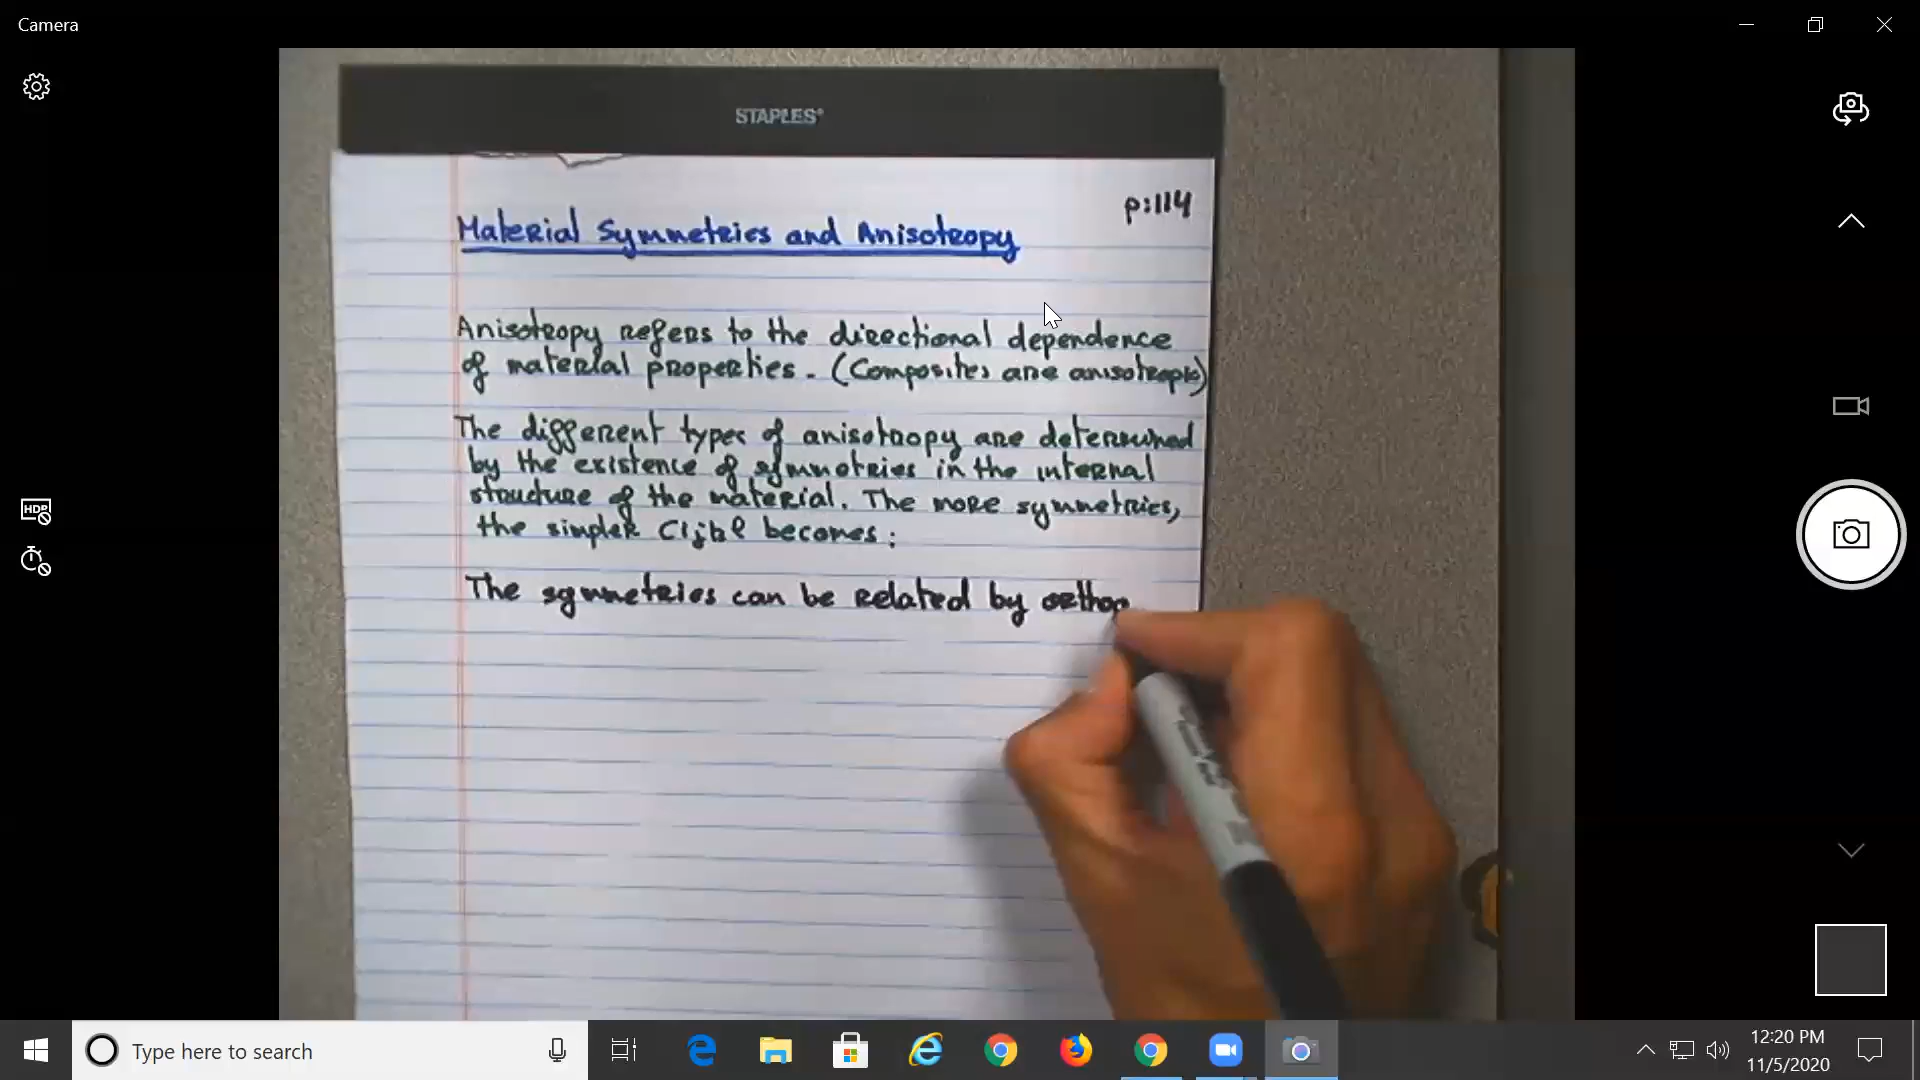 Camera
STAPLES
p:114
Material Symmetries and Anisotropy
Anisotropy refers to the directional dependence
of material properties. (Composites are anisotropic)
The different types of anisotropy are determined
by the existence of symmetries in the internal
structure of the material. The more symmetries,
the simpler Cijkl becomes:
The symmetries can be related by orthog
HDR
Type here to search
12:20 PM
11/5/2020